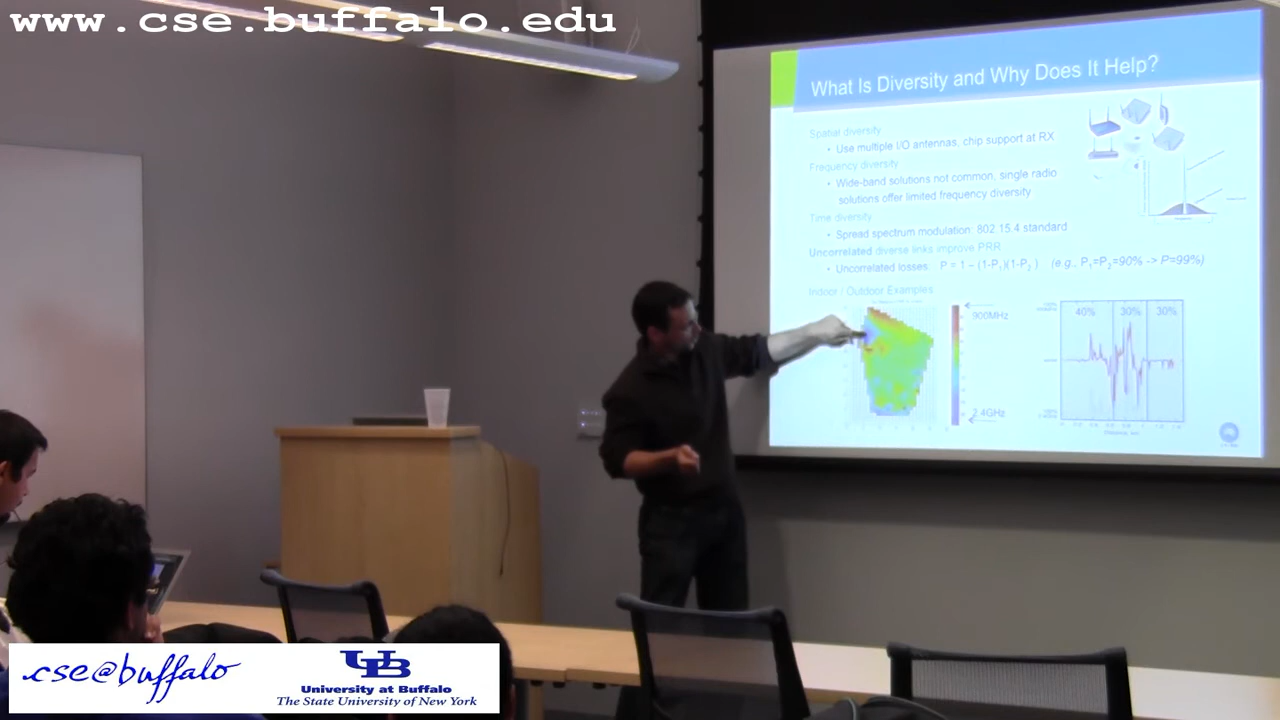 www.cse.buffalo.edu
What Is Diversity and Why Does It Help?
Spatial diversity
• Use multiple I/O antennas, chip support at RX
Frequency diversity
• Wide-band solutions not common, single radio
solutions offer limited frequency diversity
Time diversity
• Spread spectrum modulation: 802.15.4 standard
Uncorrelated diverse links improve PRR
• Uncorrelated losses: P = 1 – (1-P1)(1-P2) (e.g., P1=P2=90% -> P=99%)
Indoor / Outdoor Examples
900MHz
2.4GHz
40% 30% 30%
cse@buffalo
UB
University at Buffalo
The State University of New York